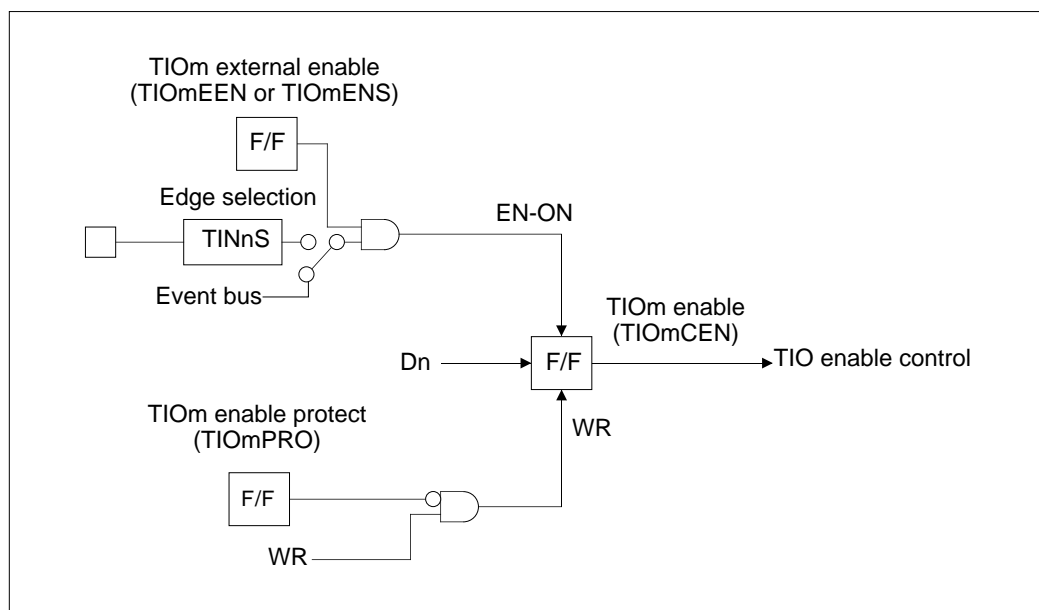 TIOm external enable
(TIOmEEN or TIOmENS)
F/F
Edge selection
TINnS
EN-ON
Event bus
TIOm enable
(TIOmCEN)
Dn
F/F
TIO enable control
TIOm enable protect
(TIOmPRO)
WR
F/F
WR